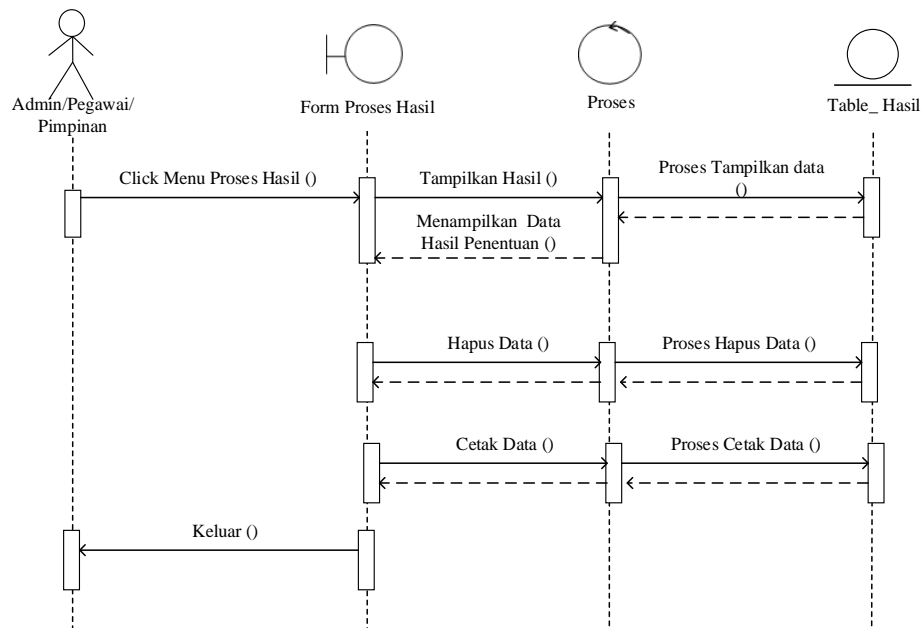 Admin/Pegawai/
Pimpinan
Form Proses Hasil
Proses
Table_ Hasil
Click Menu Proses Hasil ()
Tampilkan Hasil ()
Proses Tampilkan data
()
Menampilkan Data
Hasil Penentuan ()
Hapus Data ()
Proses Hapus Data ()
Cetak Data ()
Proses Cetak Data ()
Keluar ()